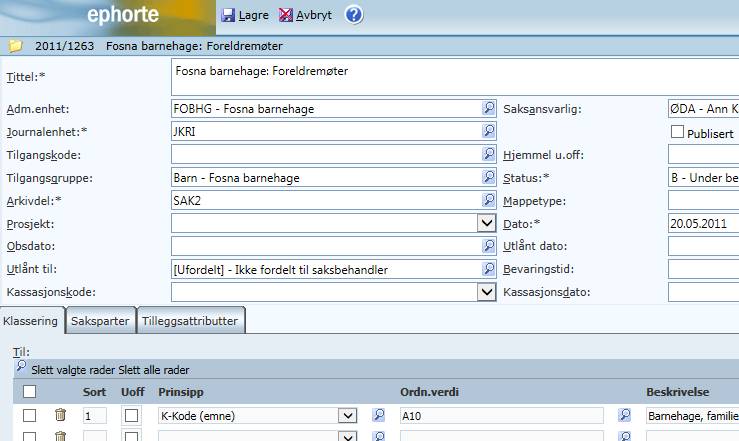 ephorte Lagre Avbryt
2011/1263 Fosna barnehage: Foreldremøter
Tittel:* Fosna barnehage: Foreldremøter
Adm.enhet: FOBHG - Fosna barnehage Saksansvarlig: ØDA - Ann K
Journalenhet:* JKRI Publisert
Tilgangskode: Hjemmel u.off:
Tilgangsgruppe: Barn - Fosna barnehage Status:* B - Under be
Arkivdel:* SAK2 Mappetype:
Prosjekt: Dato:* 20.05.2011
Obsdato: Utlånt dato:
Utlånt til: [Ufordelt] - Ikke fordelt til saksbehandler Bevaringstid:
Kassasjonskode: Kassasjonsdato:
Klassering Saksparter Tilleggsattributter
Til:
Slett valgte rader Slett alle rader
Sort Uoff Prinsipp Ordn.verdi Beskrivelse
1 K-Kode (emne) A10 Barnehage, familie